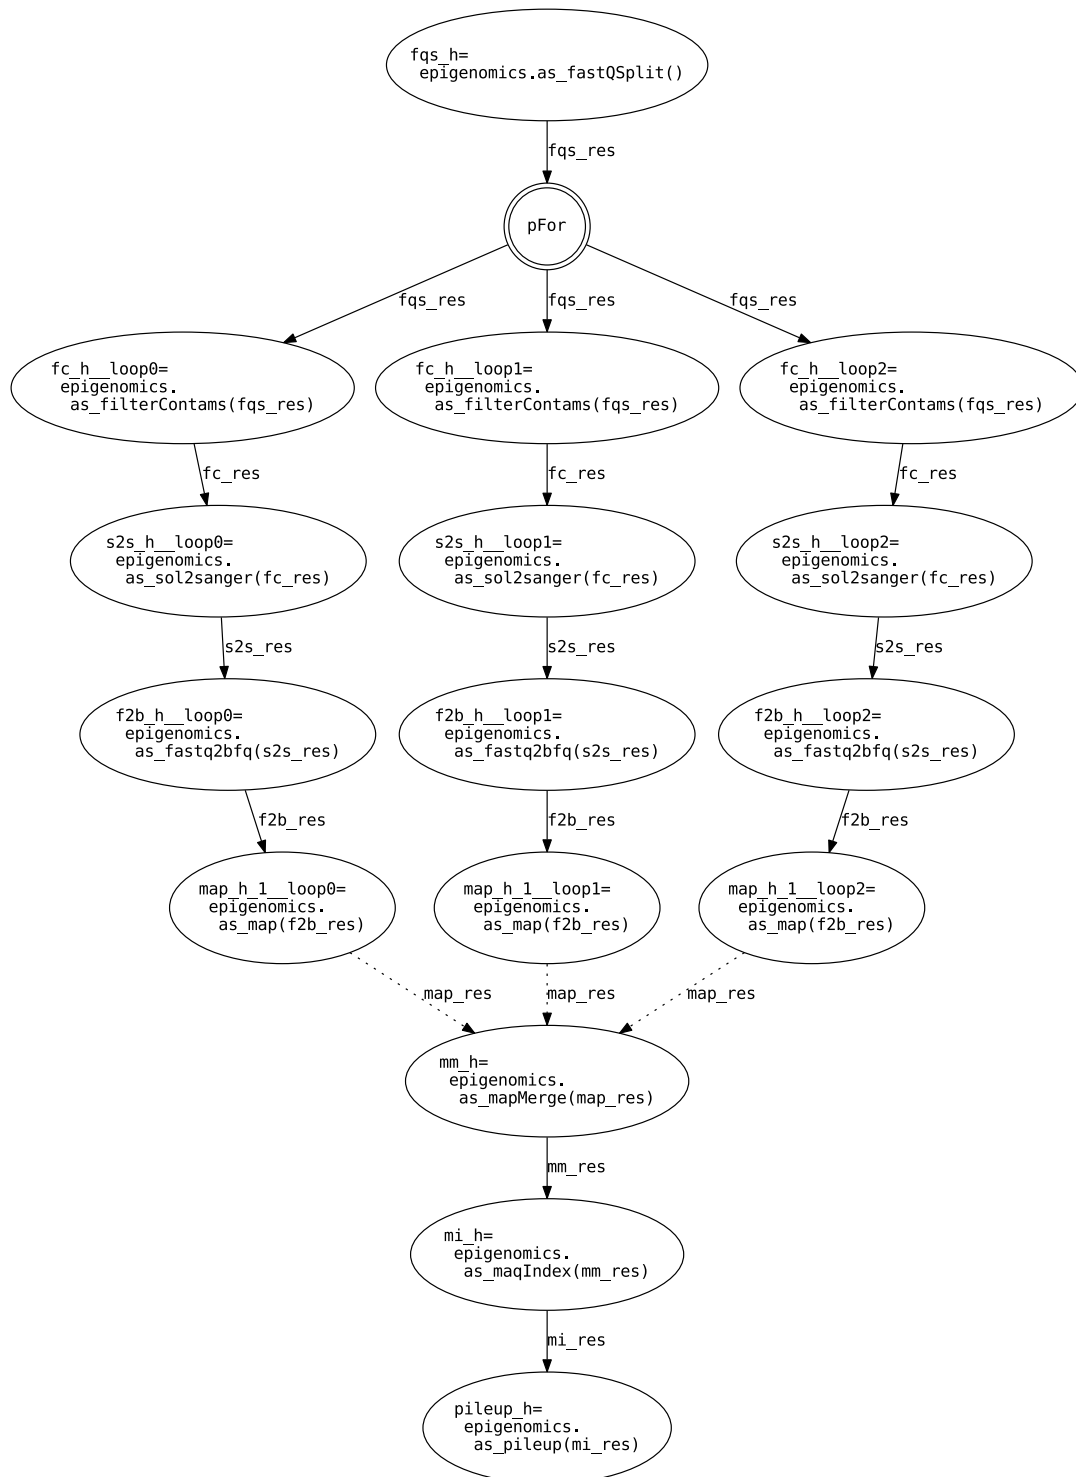 fqs_h=
epigenomics.as_fastQSplit()
fqs_res
pFor
fqs_res
fqs_res
fqs_res
fc_h__loop0=
epigenomics.
as_filterContams(fqs_res)
fc_h__loop1=
epigenomics.
as_filterContams(fqs_res)
fc_h__loop2=
epigenomics.
as_filterContams(fqs_res)
fc_res
fc_res
fc_res
s2s_h__loop0=
epigenomics.
as_sol2sanger(fc_res)
s2s_h__loop1=
epigenomics.
as_sol2sanger(fc_res)
s2s_h__loop2=
epigenomics.
as_sol2sanger(fc_res)
s2s_res
s2s_res
s2s_res
f2b_h__loop0=
epigenomics.
as_fastq2bfq(s2s_res)
f2b_h__loop1=
epigenomics.
as_fastq2bfq(s2s_res)
f2b_h__loop2=
epigenomics.
as_fastq2bfq(s2s_res)
f2b_res
f2b_res
f2b_res
map_h_1__loop0=
epigenomics.
as_map(f2b_res)
map_h_1__loop1=
epigenomics.
as_map(f2b_res)
map_h_1__loop2=
epigenomics.
as_map(f2b_res)
map_res
map_res
map_res
mm_h=
epigenomics.
as_mapMerge(map_res)
mm_res
mi_h=
epigenomics.
as_maqIndex(mm_res)
mi_res
pileup_h=
epigenomics.
as_pileup(mi_res)